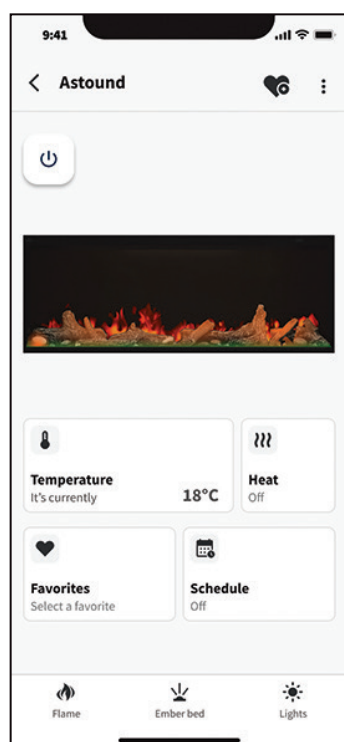 9:41
Astound
Temperature
It's currently
18°C
Heat
Off
Favorites
Select a favorite
Schedule
Off
Flame
Ember bed
Lights